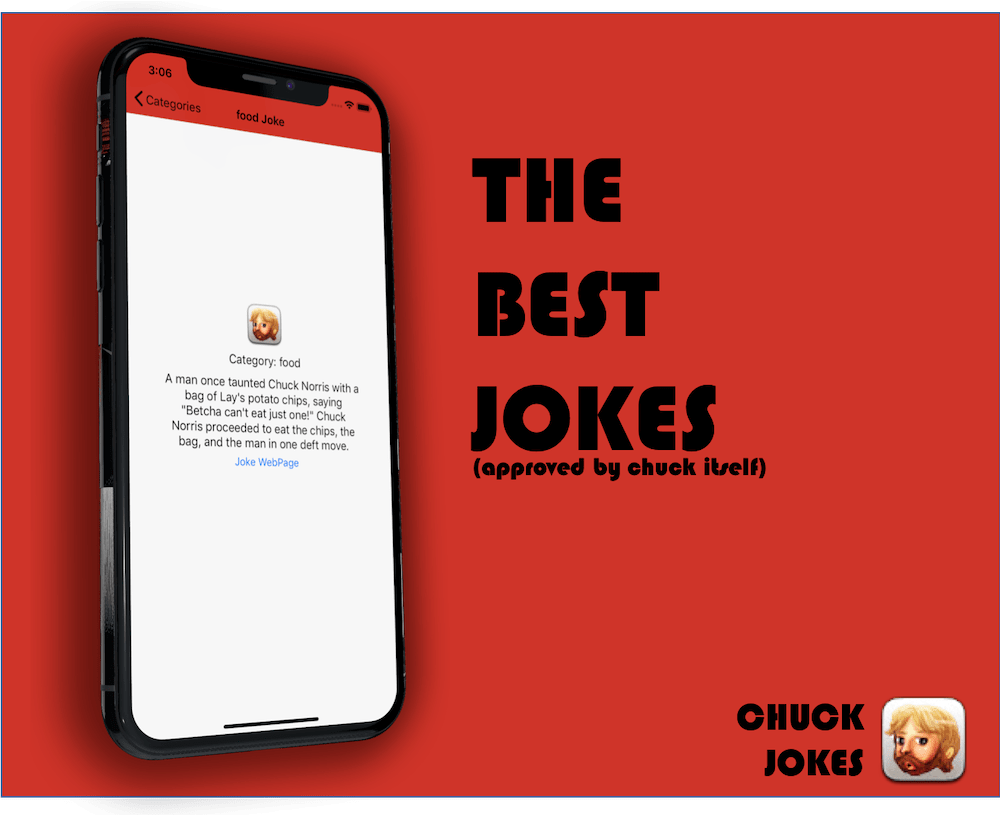 3:06
Categories
food Joke
Category: food
A man once taunted Chuck Norris with a
bag of Lay's potato chips, saying
"Betcha can't eat just one!" Chuck
Norris proceeded to eat the chips, the
bag, and the man in one deft move.
Joke WebPage
THE
BEST
JOKES
(approved by chuck itself)
CHUCK
JOKES